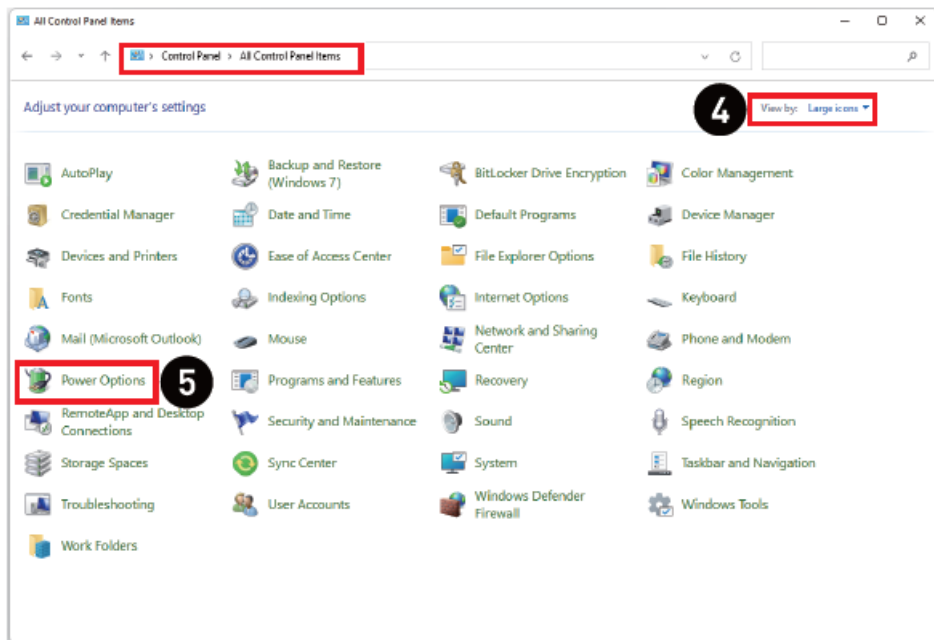 All Control Panel Items
Control Panel > All Control Panel Items
Adjust your computer's settings
4
View by: Large icons
AutoPlay
Backup and Restore
(Windows 7)
BitLocker Drive Encryption
Color Management
Credential Manager
Date and Time
Default Programs
Device Manager
Devices and Printers
Ease of Access Center
File Explorer Options
File History
Fonts
Indexing Options
Internet Options
Keyboard
Mail (Microsoft Outlook)
Mouse
Network and Sharing
Center
Phone and Modem
Power Options
5
Programs and Features
Recovery
Region
RemoteApp and Desktop
Connections
Security and Maintenance
Sound
Speech Recognition
Storage Spaces
Sync Center
System
Taskbar and Navigation
Troubleshooting
User Accounts
Windows Defender
Firewall
Windows Tools
Work Folders